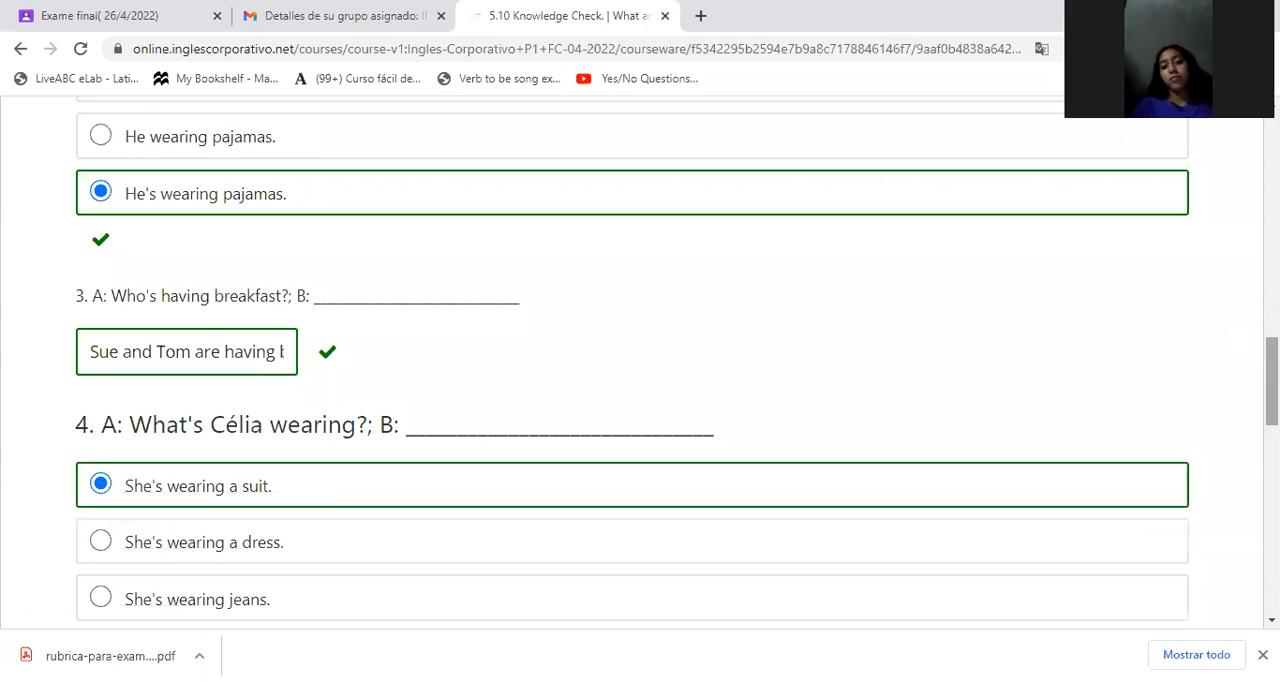 Exame final( 26/4/2022)
Detalles de su grupo asignado:
5.10 Knowledge Check. | What a
online.inglescorporativo.net/courses/course-v1:Ingles-Corporativo+P1+FC-04-2022/courseware/f5342295b2594e7b9a8c7178846146f7/9aaf0b4838a642...
LiveABC eLab - Lati...
My Bookshelf - Ma...
(99+) Curso fácil de...
Verb to be song ex...
Yes/No Questions...
He wearing pajamas.
He's wearing pajamas.
3. A: Who's having breakfast?; B: ___________________________
Sue and Tom are having b
4. A: What's Célia wearing?; B: ______________________________
She's wearing a suit.
She's wearing a dress.
She's wearing jeans.
rubrica-para-exam....pdf
Mostrar todo